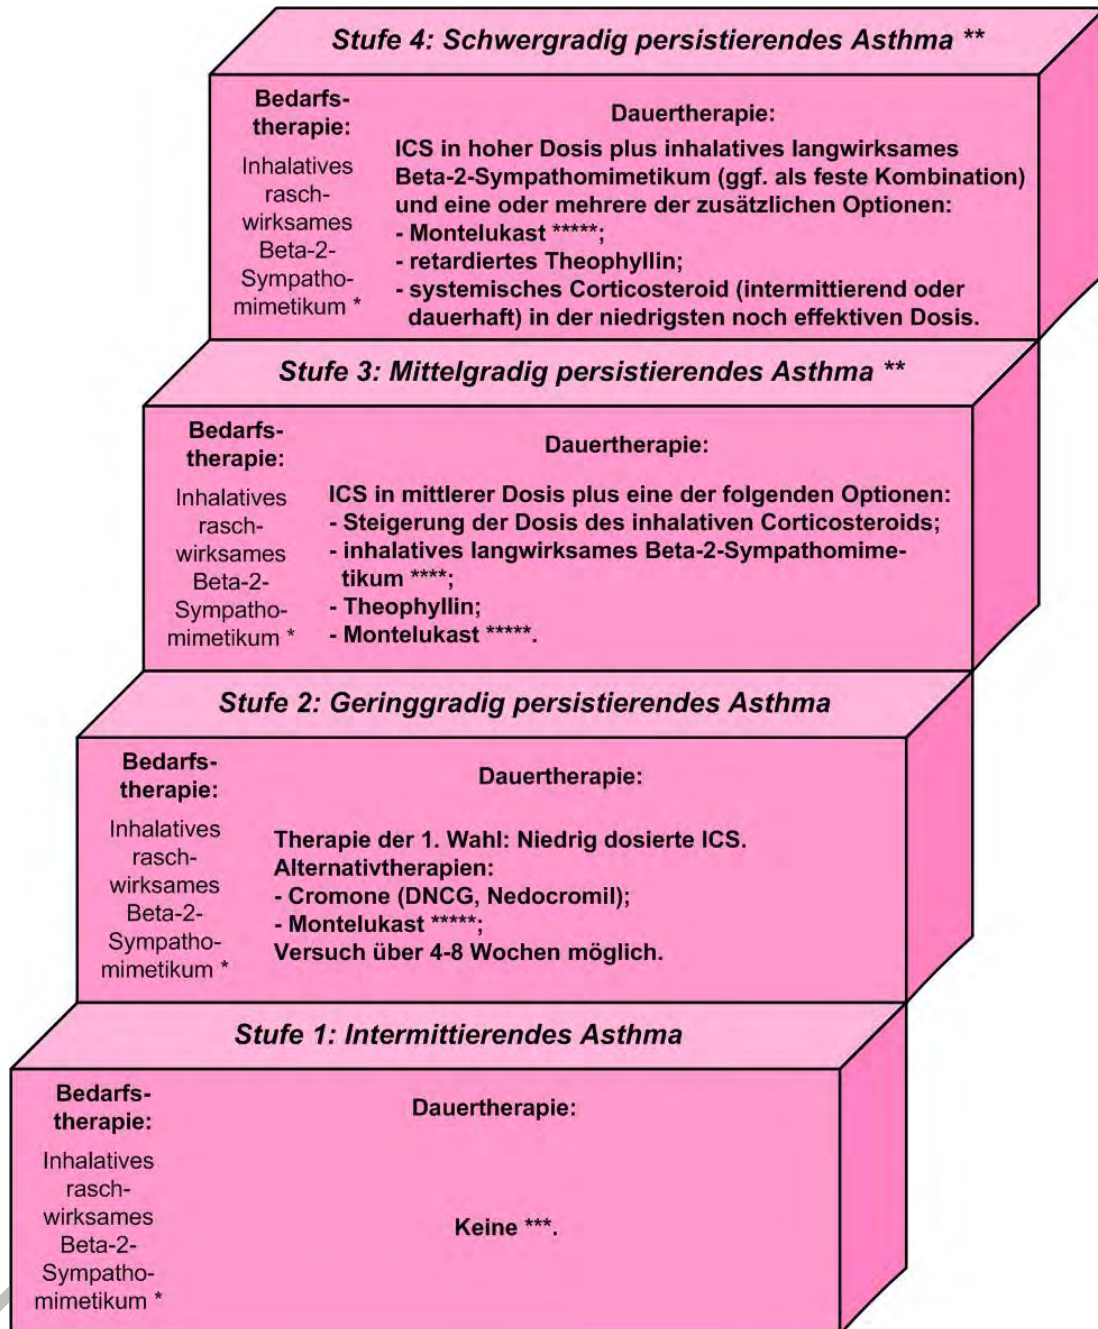 Stufe 4: Schwergradig persistierendes Asthma **
Bedarfs-
therapie:
Inhalatives
rasch-
wirksames
Beta-2-
Sympatho-
mimetikum *
Dauertherapie:
ICS in hoher Dosis plus inhalatives langwirksames
Beta-2-Sympathomimetikum (ggf. als feste Kombination)
und eine oder mehrere der zusätzlichen Optionen:
- Montelukast *****;
- retardiertes Theophyllin;
- systemisches Corticosteroid (intermittierend oder
dauerhaft) in der niedrigsten noch effektiven Dosis.
Stufe 3: Mittelgradig persistierendes Asthma **
Bedarfs-
therapie:
Inhalatives
rasch-
wirksames
Beta-2-
Sympatho-
mimetikum *
Dauertherapie:
ICS in mittlerer Dosis plus eine der folgenden Optionen:
- Steigerung der Dosis des inhalativen Corticosteroids;
- inhalatives langwirksames Beta-2-Sympathomime-
tikum ****;
- Theophyllin;
- Montelukast *****.
Stufe 2: Geringgradig persistierendes Asthma
Bedarfs-
therapie:
Inhalatives
rasch-
wirksames
Beta-2-
Sympatho-
mimetikum *
Dauertherapie:
Therapie der 1. Wahl: Niedrig dosierte ICS.
Alternativtherapien:
- Cromone (DNCG, Nedocromil);
- Montelukast *****;
Versuch über 4-8 Wochen möglich.
Stufe 1: Intermittierendes Asthma
Bedarfs-
therapie:
Inhalatives
rasch-
wirksames
Beta-2-
Sympatho-
mimetikum *
Dauertherapie:
Keine ***.